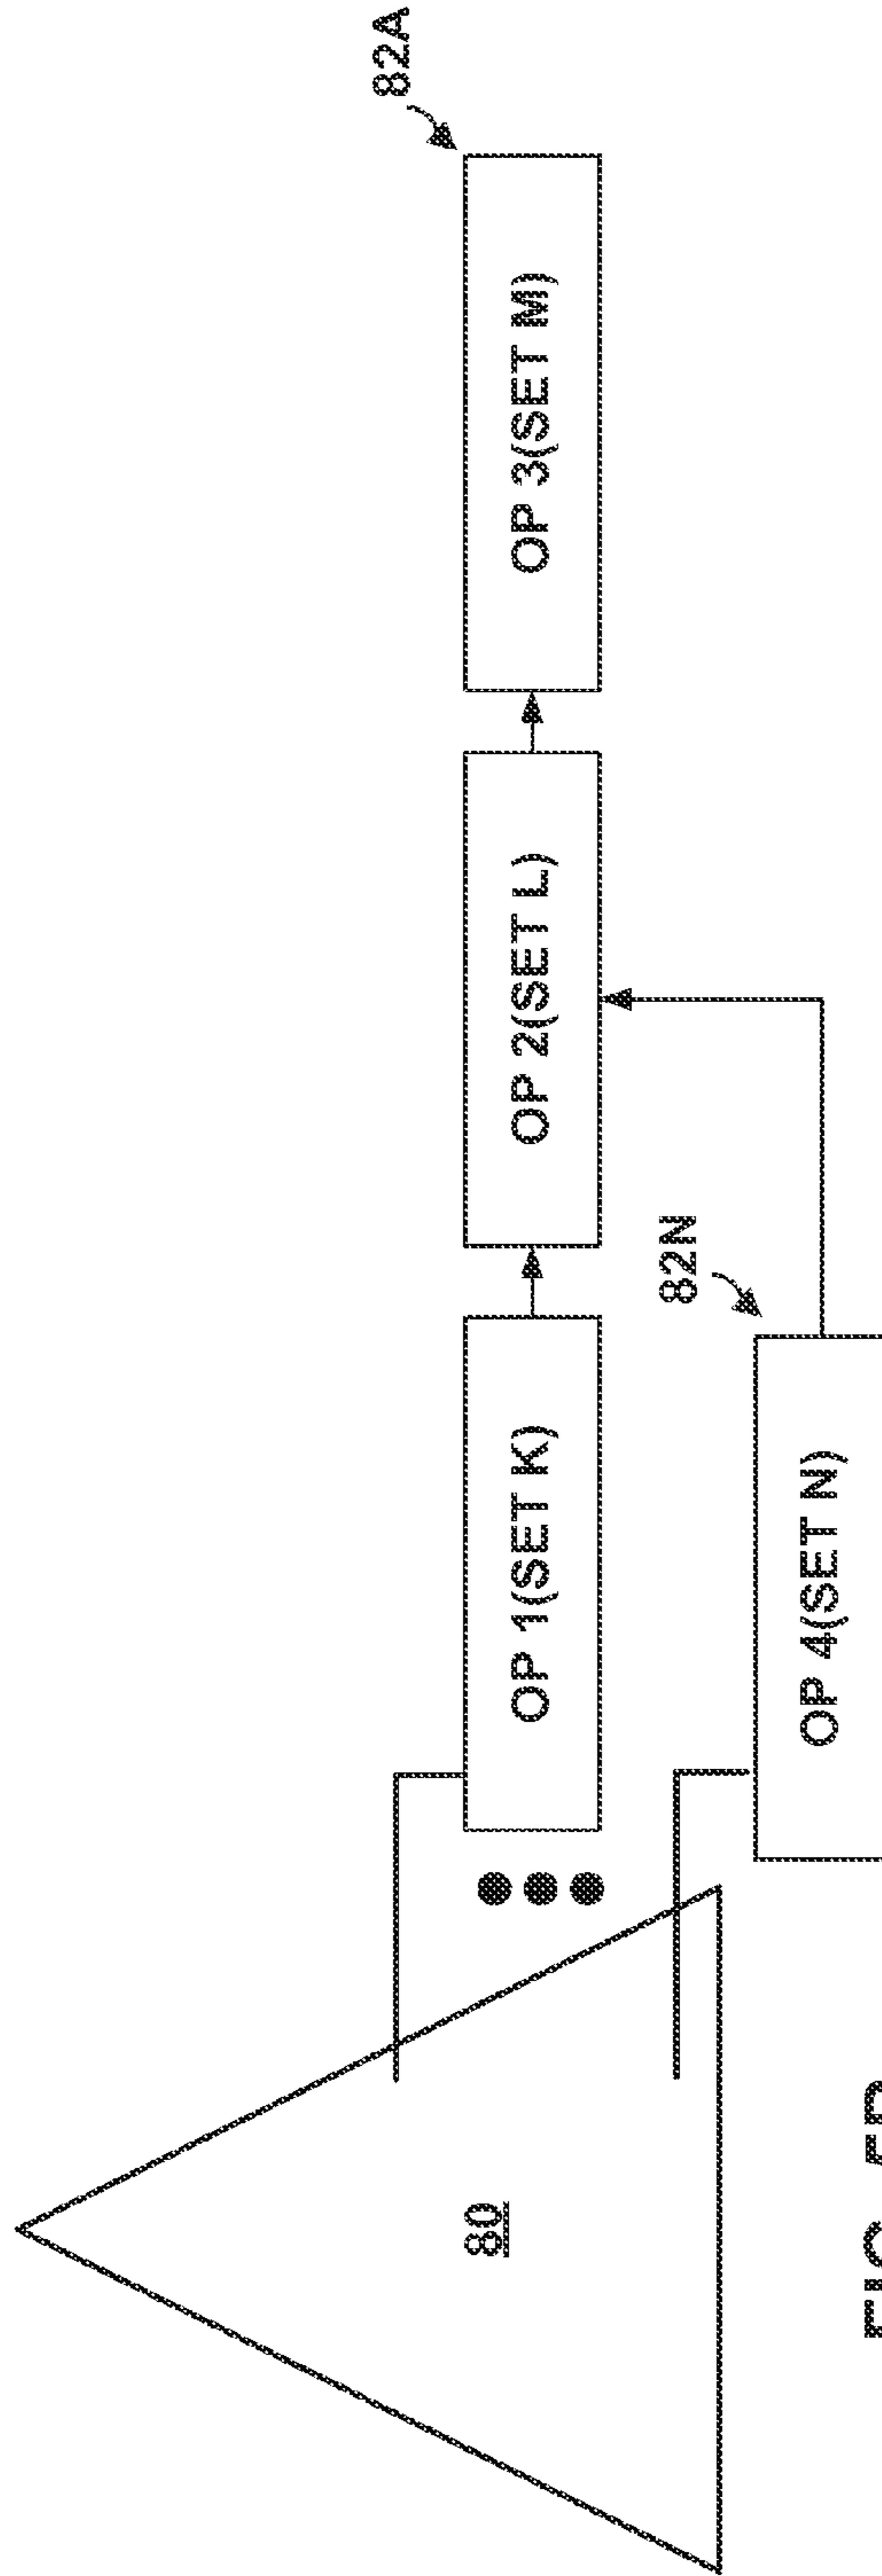 82A
80
OP 1(SET K)
OP 2(SET L)
OP 3(SET M)
82N
OP 4(SET N)